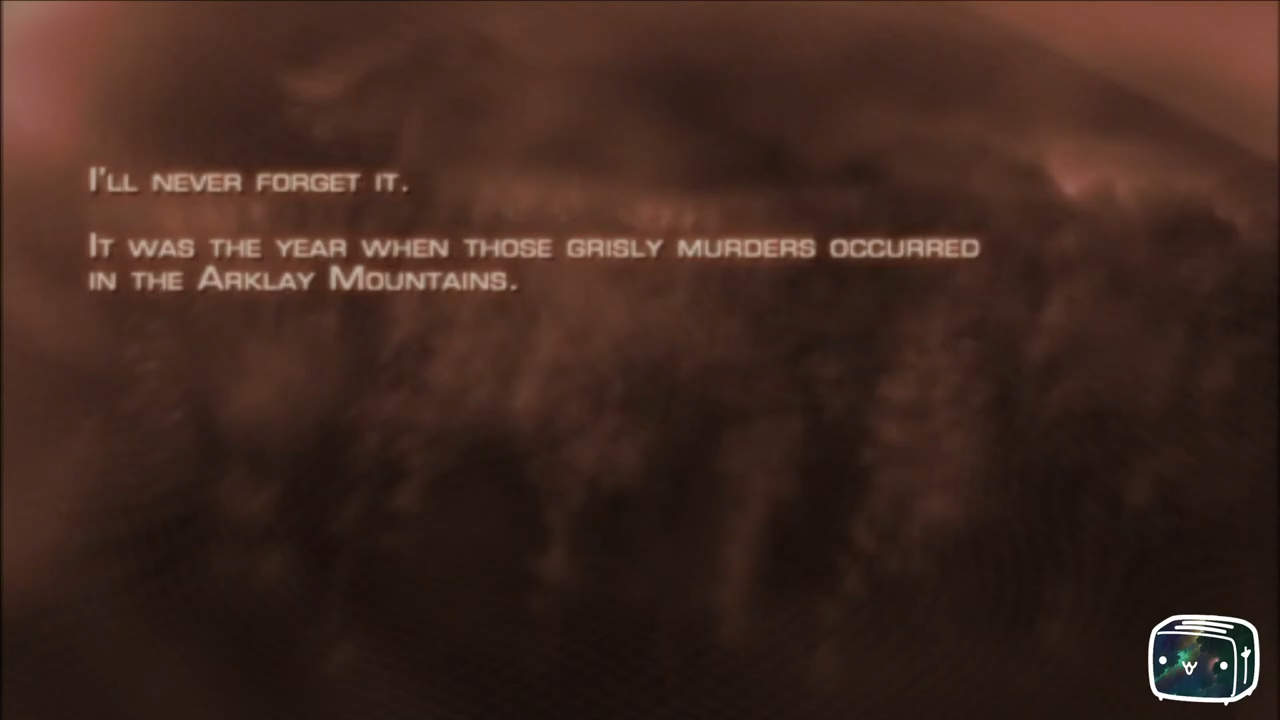 I'll never forget it.
It was the year when those grisly murders occurred
in the Arklay Mountains.